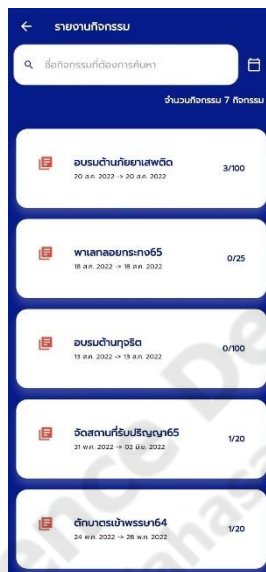 รายงานกิจกรรม
ชื่อกิจกรรมที่ต้องการค้นหา
จำนวนกิจกรรม 7 กิจกรรม
อบรมต้านภัยยาเสพติด
3/100
20 ส.ค. 2022 -> 20 ส.ค. 2022
พาเลทลอยกระทง65
0/25
18 ส.ค. 2022 -> 18 ส.ค. 2022
อบรมต้านทุจริต
0/100
13 ส.ค. 2022 -> 13 ส.ค. 2022
จัดสถานที่รับปริญญา65
1/20
31 พ.ค. 2022 -> 02 มิ.ย. 2022
ตักบาตรเข้าพรรษา64
1/20
24 พ.ค. 2022 -> 28 พ.ค. 2022